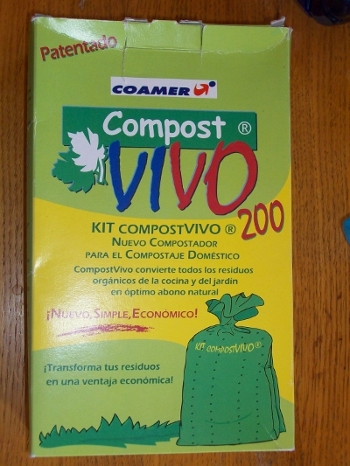 Patentado
COAMER
Compost ®
VIVO
200
KIT COMPOSTVIVO ®
NUEVO COMPOSTADOR
PARA EL COMPOSTAJE DOMÉSTICO
CompostVivo convierte todos los residuos
orgánicos de la cocina y del jardín
en óptimo abono natural
¡NUEVO, SIMPLE, ECONÓMICO!
KIT COMPOSTVIVO®
¡Transforma tus residuos
en una ventaja económica!